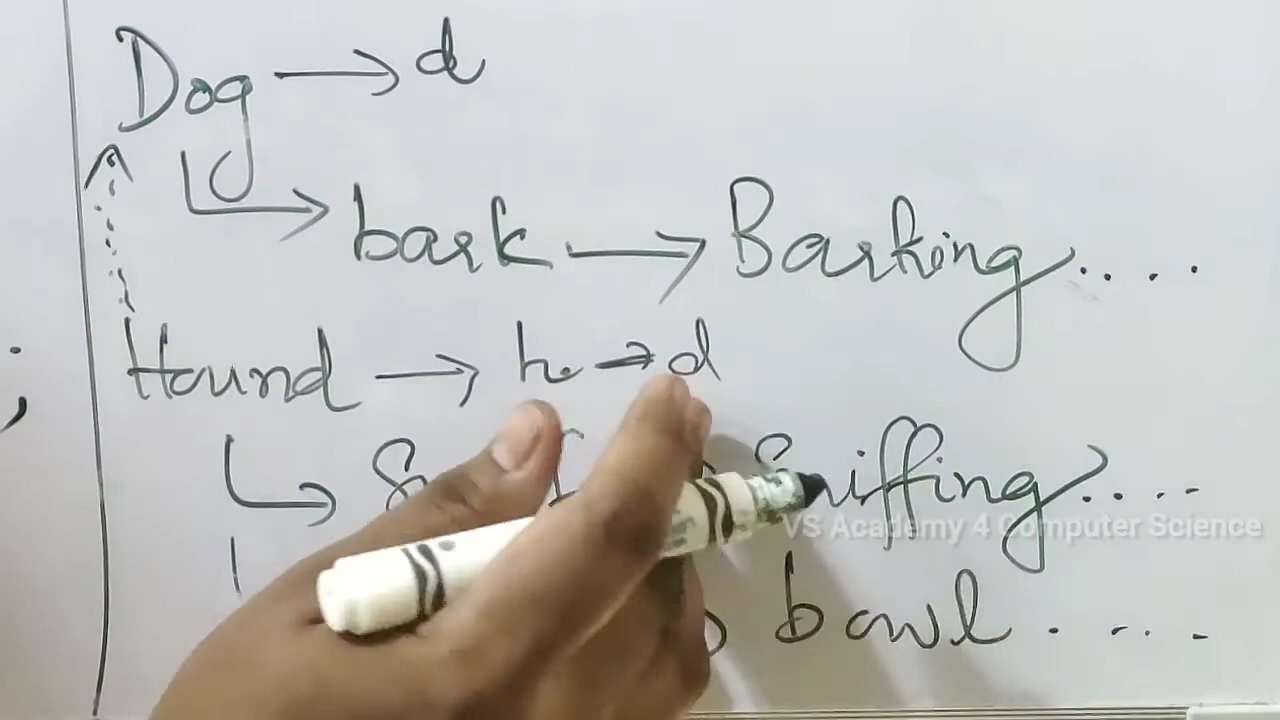 Dog → d
bark → Barking....
;
Hound → h → d
Sniffing....
VS Academy 4 Computer Science
bowl....